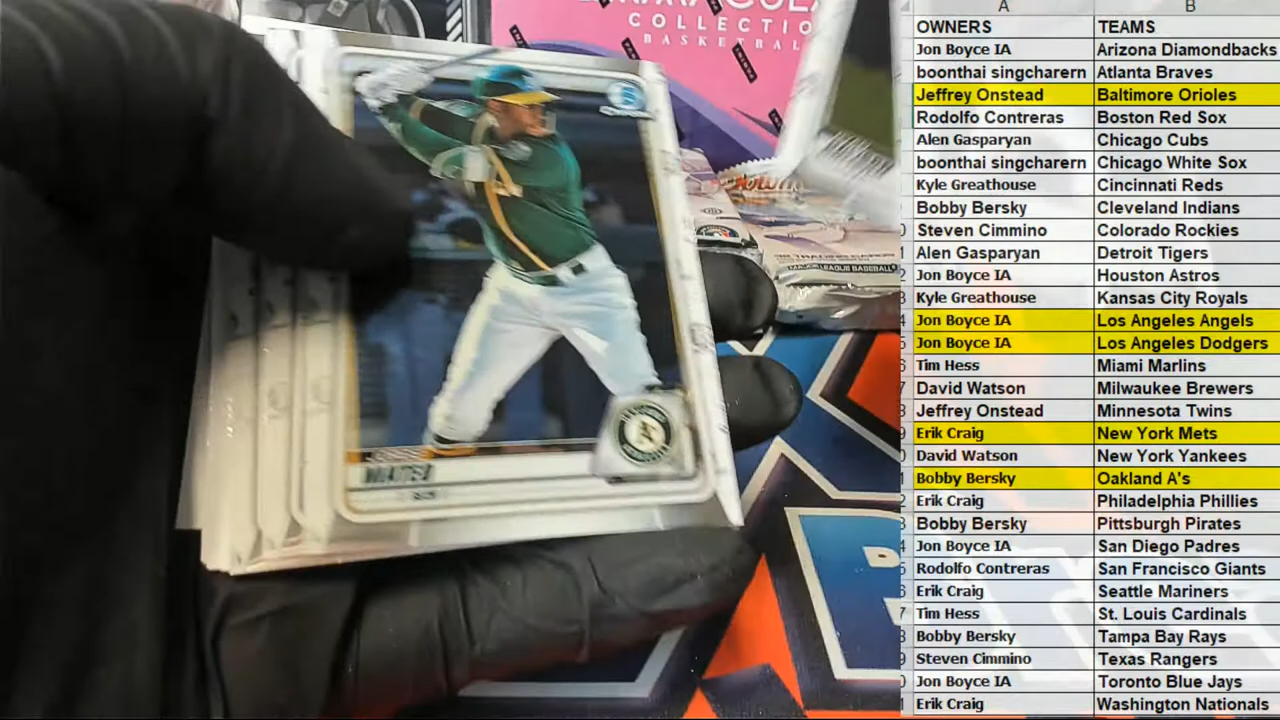 COLLECTIO
BASKETBAL
MAJOR LEAGUE BASEBALL
MATEO
A B
OWNERS TEAMS
Jon Boyce IA Arizona Diamondbacks
boonthai singcharern Atlanta Braves
Jeffrey Onstead Baltimore Orioles
Rodolfo Contreras Boston Red Sox
Alen Gasparyan Chicago Cubs
boonthai singcharern Chicago White Sox
Kyle Greathouse Cincinnati Reds
Bobby Bersky Cleveland Indians
Steven Cimmino Colorado Rockies
Alen Gasparyan Detroit Tigers
Jon Boyce IA Houston Astros
Kyle Greathouse Kansas City Royals
Jon Boyce IA Los Angeles Angels
Jon Boyce IA Los Angeles Dodgers
Tim Hess Miami Marlins
David Watson Milwaukee Brewers
Jeffrey Onstead Minnesota Twins
Erik Craig New York Mets
David Watson New York Yankees
Bobby Bersky Oakland A's
Erik Craig Philadelphia Phillies
Bobby Bersky Pittsburgh Pirates
Jon Boyce IA San Diego Padres
Rodolfo Contreras San Francisco Giants
Erik Craig Seattle Mariners
Tim Hess St. Louis Cardinals
Bobby Bersky Tampa Bay Rays
Steven Cimmino Texas Rangers
Jon Boyce IA Toronto Blue Jays
Erik Craig Washington Nationals